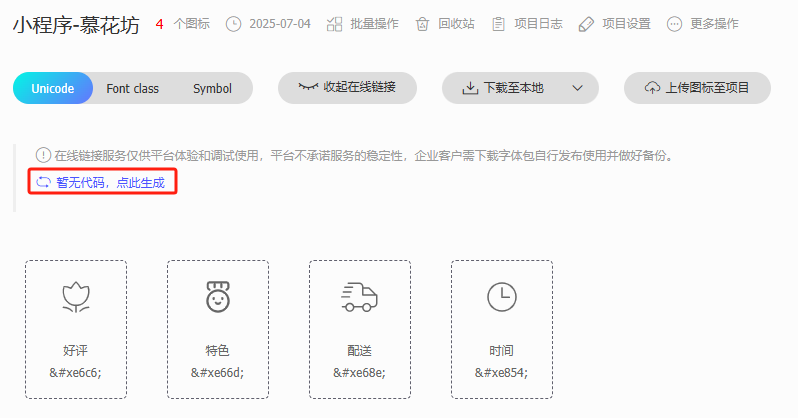 小程序-慕花坊 4 个图标 2025-07-04 批量操作 回收站 项目日志 项目设置 更多操作
Unicode Font class Symbol 收起在线链接 下载至本地 上传图标至项目
在线链接服务仅供平台体验和调试使用，平台不承诺服务的稳定性，企业客户需下载字体包自行发布使用并做好备份。
暂无代码，点此生成
好评 特色 配送 时间
&#xe6c6; &#xe66d; &#xe68e; &#xe854;